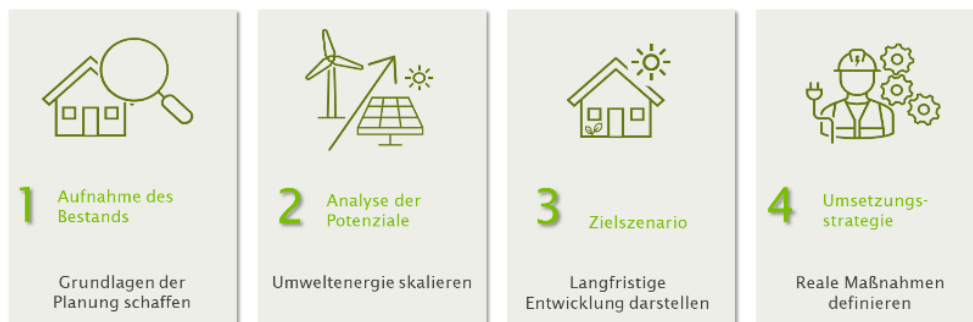 1
Aufnahme des
Bestands
Grundlagen der
Planung schaffen
2
Analyse der
Potenziale
Umweltenergie skalieren
3
Zielszenario
Langfristige
Entwicklung darstellen
4
Umsetzungs-
strategie
Reale Maßnahmen
definieren